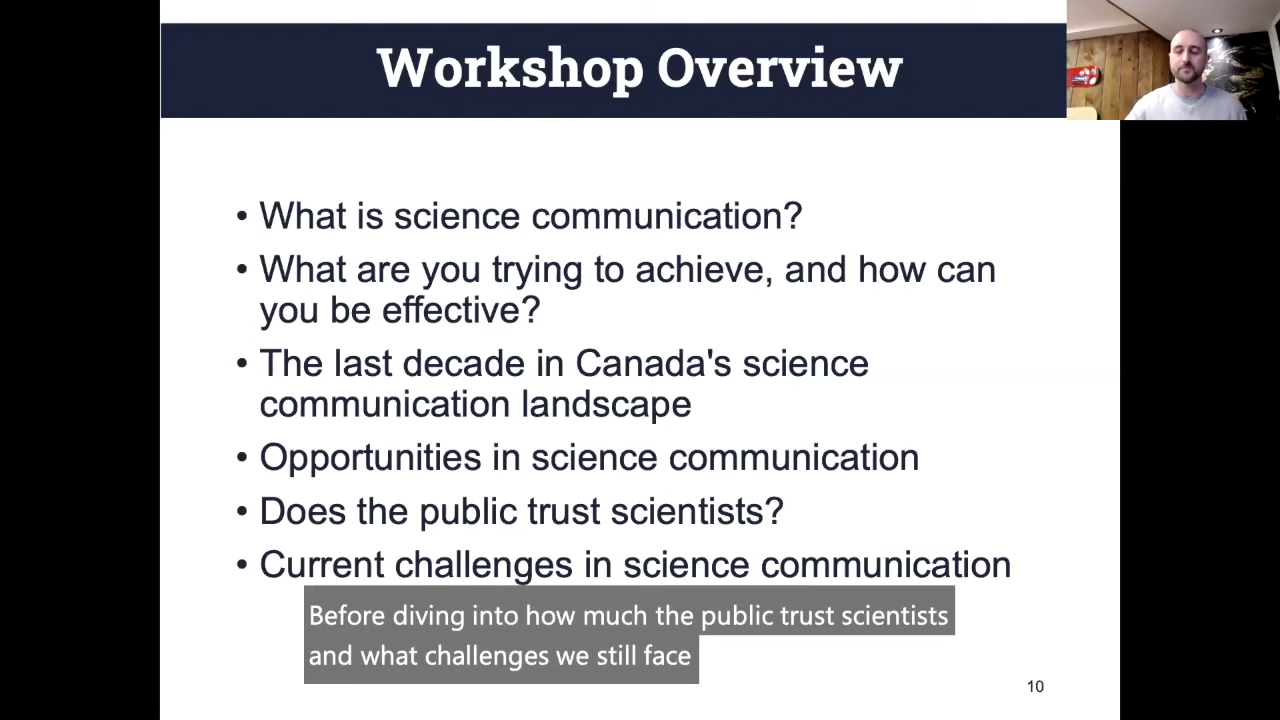 Workshop Overview
• What is science communication?
• What are you trying to achieve, and how can
you be effective?
• The last decade in Canada's science
communication landscape
• Opportunities in science communication
• Does the public trust scientists?
• Current challenges in science communication
Before diving into how much the public trust scientists
and what challenges we still face
10